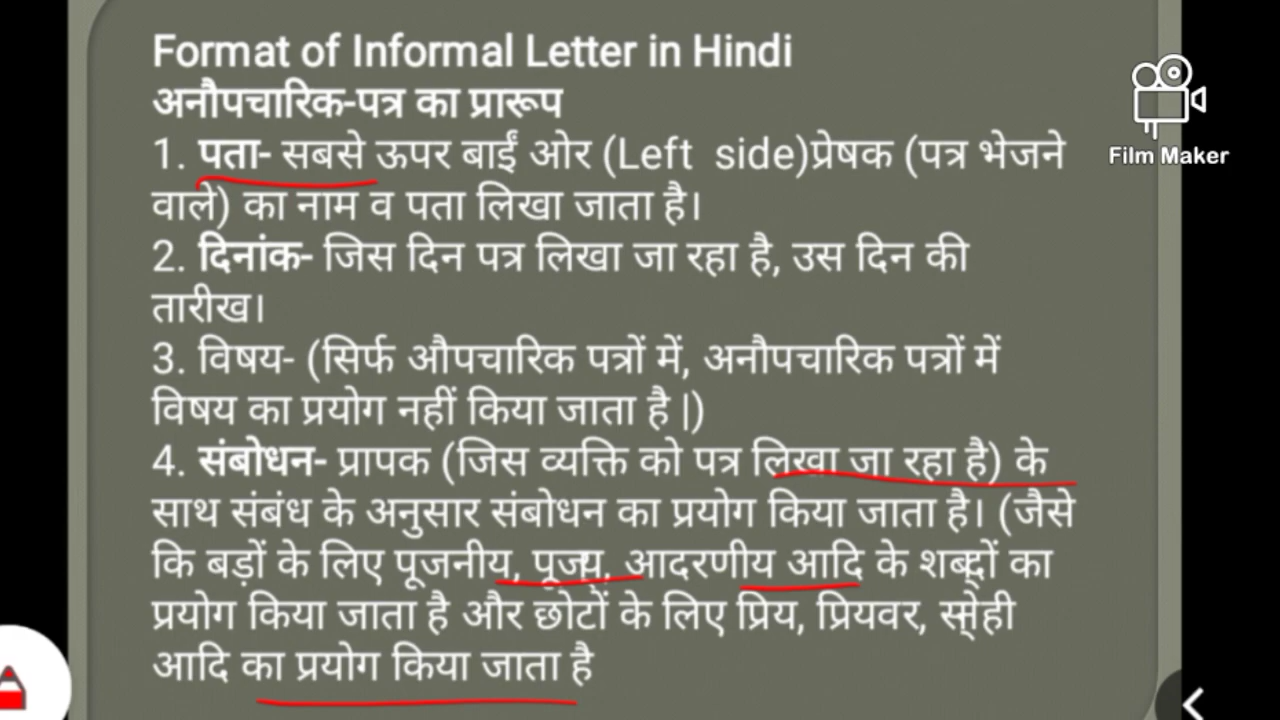 Format of Informal Letter in Hindi
अनौपचारिक-पत्र का प्रारूप
1. पता- सबसे ऊपर बाईं ओर (Left side)प्रेषक (पत्र भेजने
वाले) का नाम व पता लिखा जाता है।
2. दिनांक- जिस दिन पत्र लिखा जा रहा है, उस दिन की
तारीख।
3. विषय- (सिर्फ औपचारिक पत्रों में, अनौपचारिक पत्रों में
विषय का प्रयोग नहीं किया जाता है |)
4. संबोधन- प्रापक (जिस व्यक्ति को पत्र लिखा जा रहा है) के
साथ संबंध के अनुसार संबोधन का प्रयोग किया जाता है। (जैसे
कि बड़ों के लिए पूजनीय, पूज्य, आदरणीय आदि के शब्दों का
प्रयोग किया जाता है और छोटों के लिए प्रिय, प्रियवर, स्नेही
आदि का प्रयोग किया जाता है
Film Maker